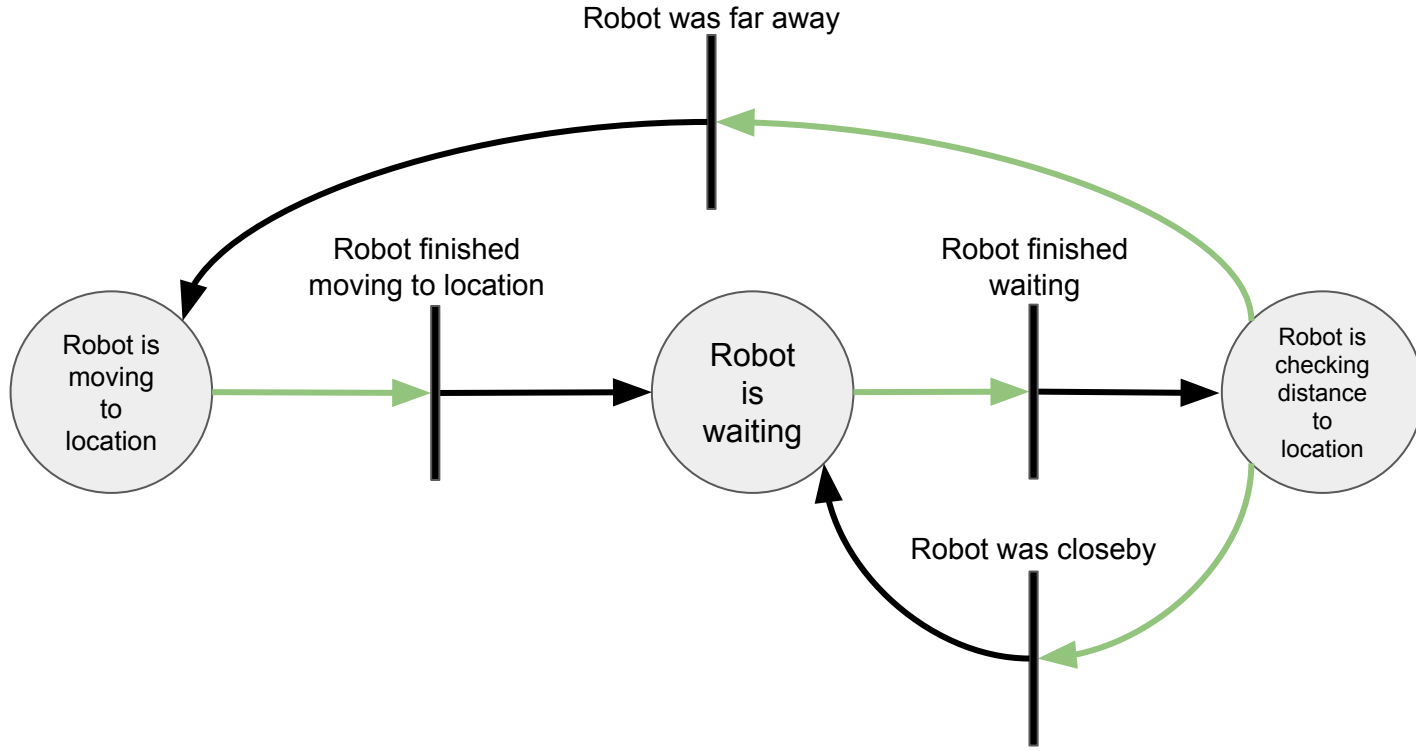 Robot was far away
Robot finished
moving to location
Robot finished
waiting
Robot is
moving
to
location
Robot
is
waiting
Robot is
checking
distance
to
location
Robot was closeby